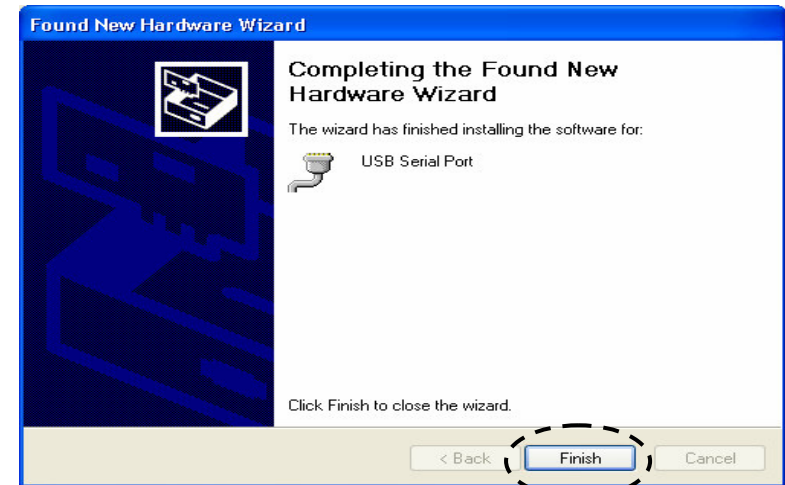 Found New Hardware Wizard
Completing the Found New
Hardware Wizard
The wizard has finished installing the software for:
USB Serial Port
Click Finish to close the wizard.
< Back Finish Cancel